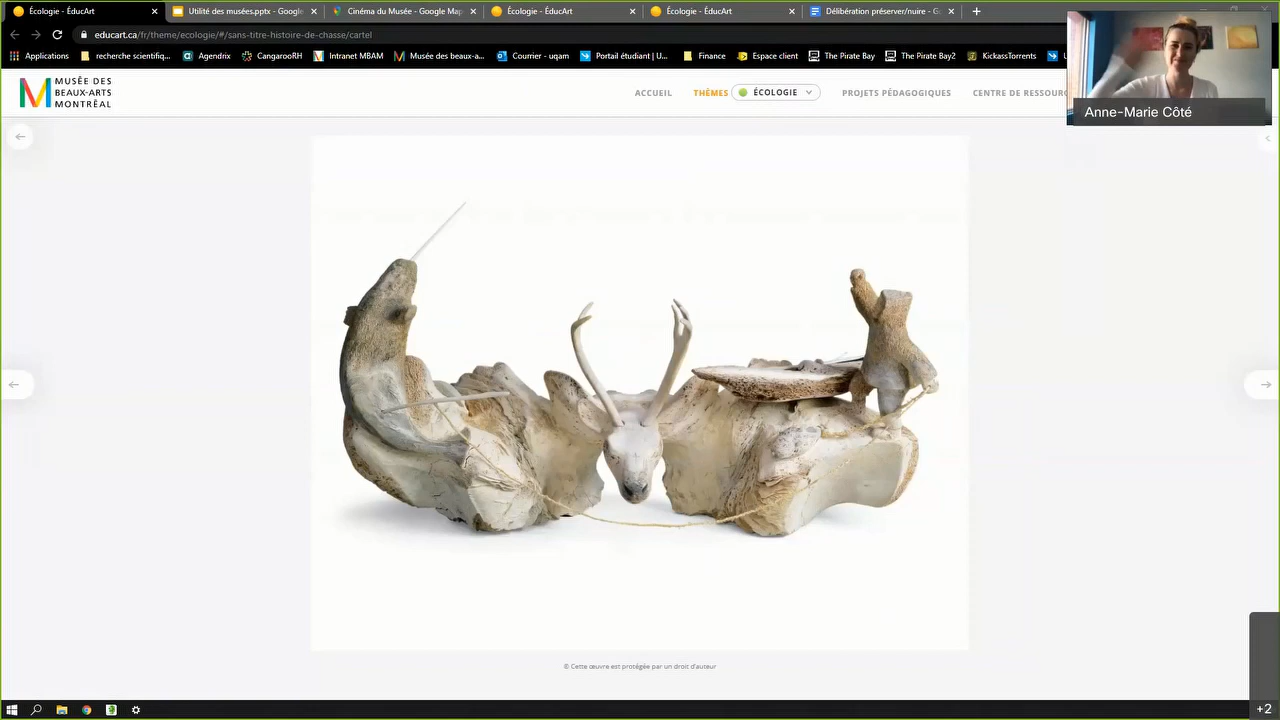 Écologie - ÉducArt
Utilité des musées.pptx - Google
Cinéma du Musée - Google Map
Écologie - ÉducArt
Écologie - ÉducArt
Délibération préserver/nuire - Go
educart.ca/fr/theme/ecologie/#/sans-titre-histoire-de-chasse/cartel
Applications
recherche scientifiq...
Agendrix
CangarooRH
Intranet MBAM
Musée des beaux-a...
Courrier - uqam
Portail étudiant | U...
Finance
Espace client
The Pirate Bay
The Pirate Bay2
KickassTorrents
U
MUSÉE DES
BEAUX-ARTS
MONTRÉAL
ACCUEIL
THÈMES
ÉCOLOGIE
PROJETS PÉDAGOGIQUES
CENTRE DE RESSOUR
Anne-Marie Côté
© Cette œuvre est protégée par un droit d'auteur
+2